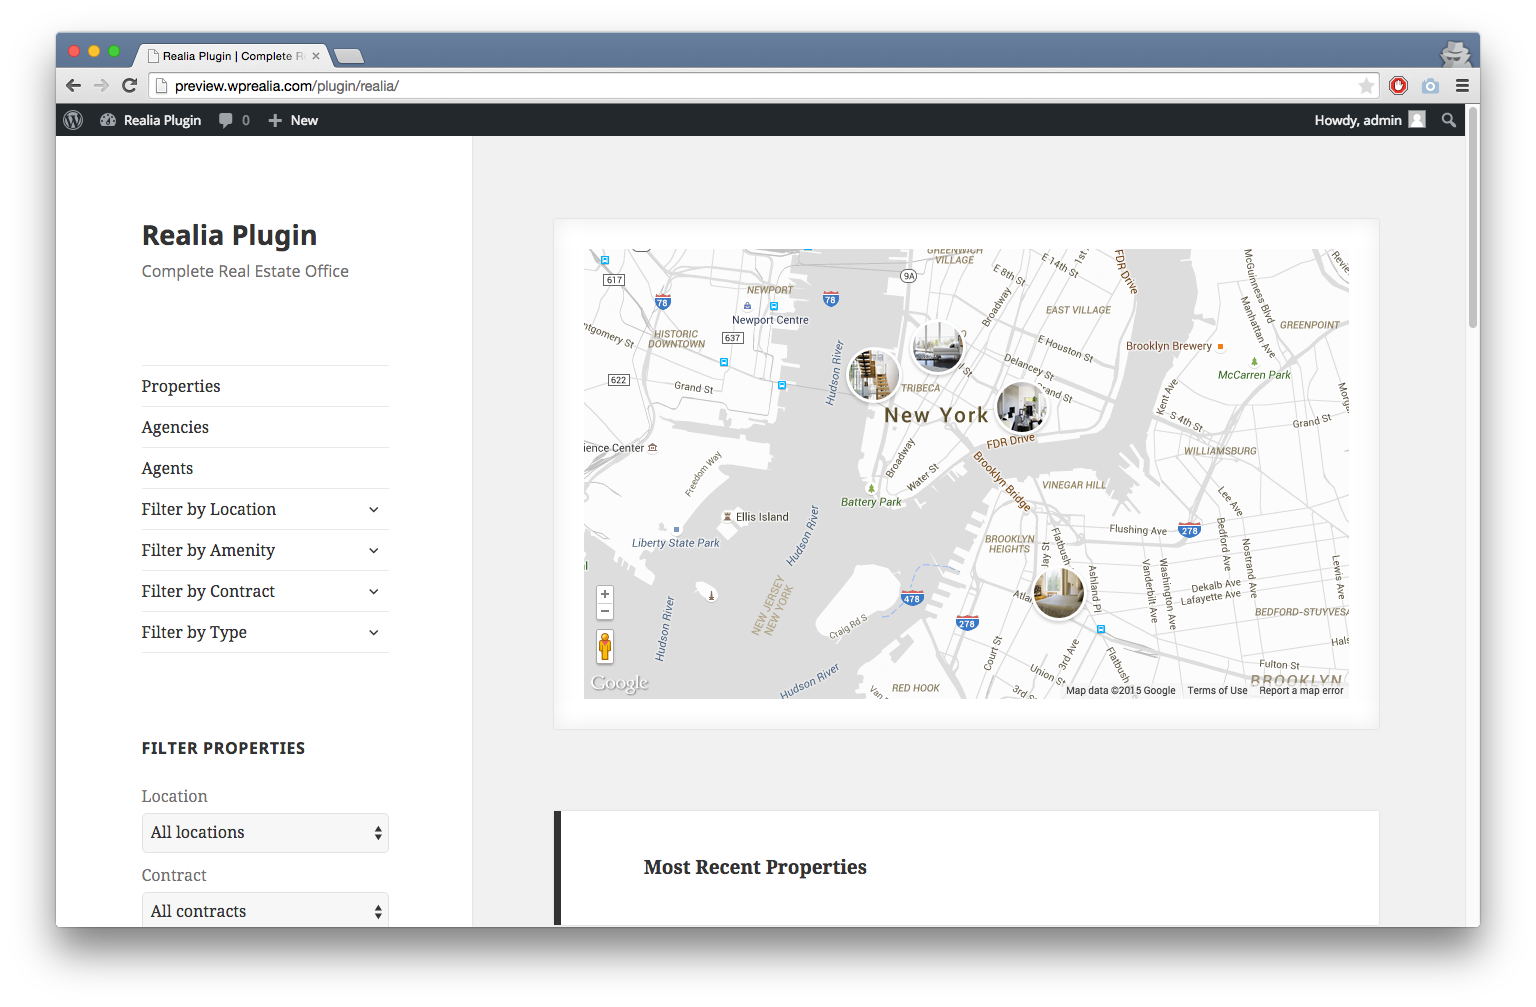 Realia Plugin | Complete R
preview.wprealia.com/plugin/realia/
Realia Plugin
0
New
Howdy, admin
Realia Plugin
Complete Real Estate Office
Properties
Agencies
Agents
Filter by Location
Filter by Amenity
Filter by Contract
Filter by Type
FILTER PROPERTIES
Location
All locations
Contract
All contracts
GREENWICH
VILLAGE
E 14th St
1st
FDR Drive
McGuinness Blvd
617
9A
E 8th St
NEWPORT
78
78
Newport Centre
Broadway
EAST VILLAGE
Manhattan Ave
GREENPOINT
ntgomery St
HISTORIC
DOWNTOWN
637
Hudson River
E Houston St
Brooklyn Brewery
Delancey St
McCarren Park
622
Grand St
TRIBECA
Grand St
Kent Ave
New York
S 4th St
Grand St
FDR Drive
ience Center
Broadway
WILLIAMSBURG
Freedom Way
Water St
Brooklyn Bridge
VINEGAR HILL
Lee Ave
Battery Park
Ellis Island
Hudson River
Flushing Ave
278
Bedford Ave
Liberty State Park
BROOKLYN
HEIGHTS
Jay St
Flatbush
Nostrand Ave
Lewis Ave
Ashland Pl
Vanderbilt Ave
Washington Ave
Dekalb Ave
Lafayette Ave
478
NEW JERSEY
NEW YORK
Hudson River
Craig Rd S
278
BEDFORD-STUYVESA
Hals
Court St
3rd Ave
Flatbush
Union St
Fulton St
Hudson River
RED HOOK
3rd S
BROOKLYN
Van
+
−
Google
Map data ©2015 Google
Terms of Use
Report a map error
Most Recent Properties